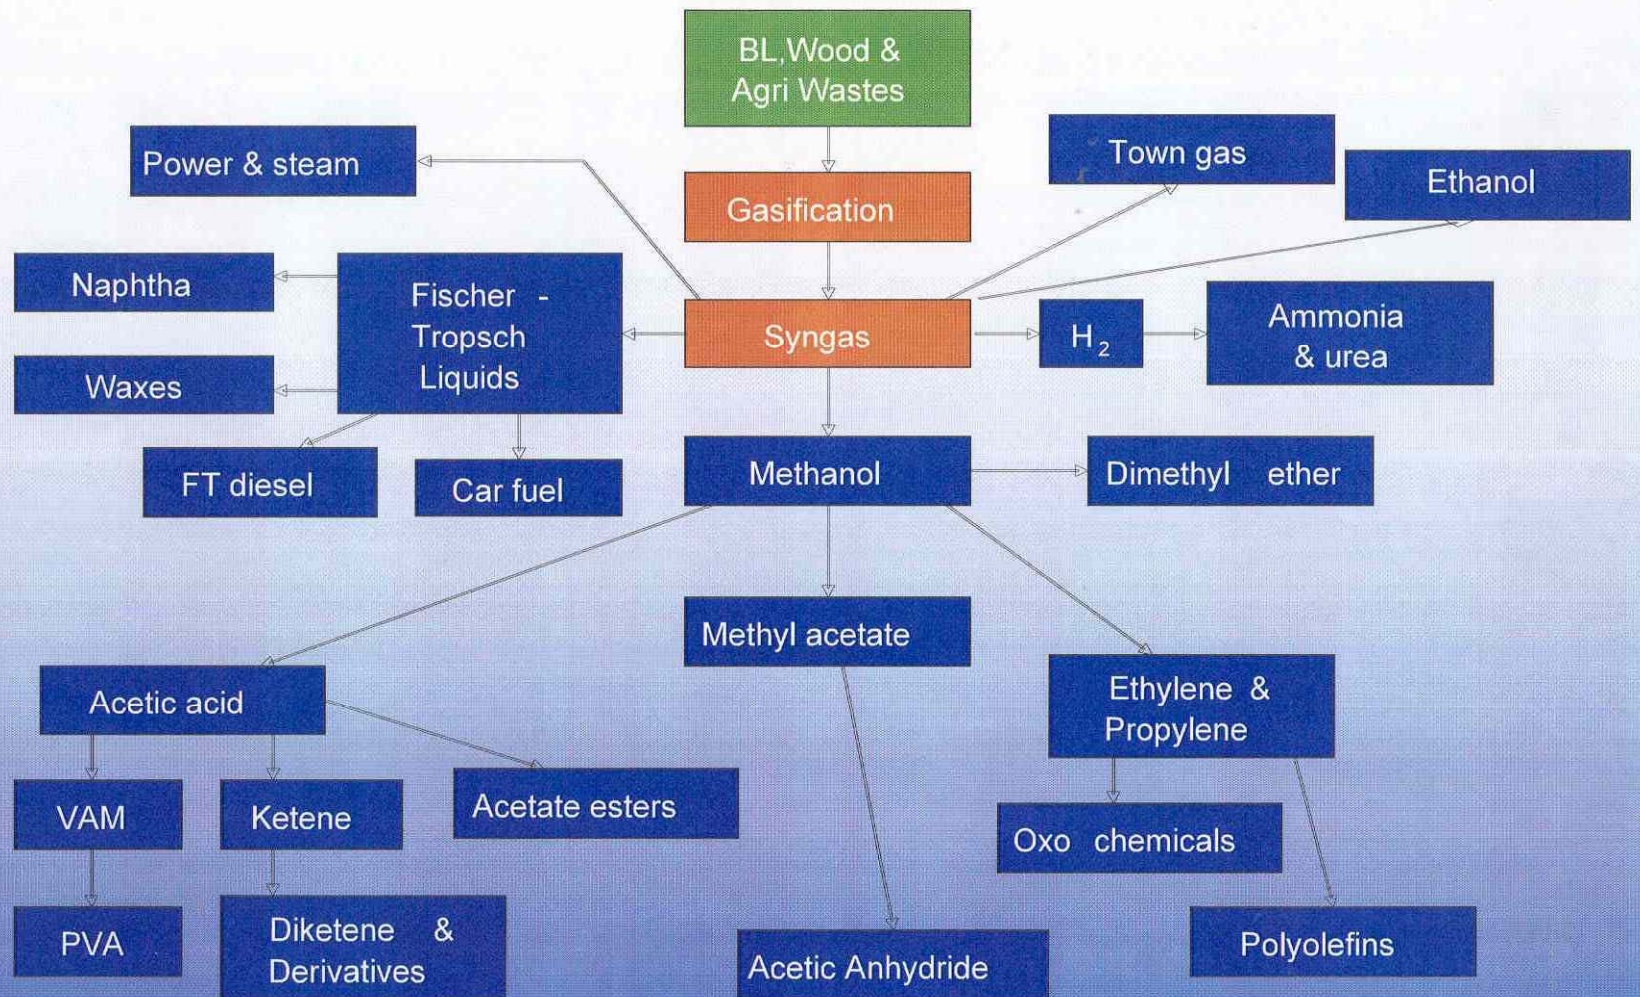 BL,Wood &
Agri Wastes
Power & steam
Gasification
Town gas
Ethanol
Naphtha
Waxes
Fischer -
Tropsch
Liquids
Syngas
H₂
Ammonia
& urea
FT diesel
Car fuel
Methanol
Dimethyl ether
Methyl acetate
Acetic acid
Ethylene &
Propylene
VAM
Ketene
Acetate esters
Oxo chemicals
PVA
Diketene &
Derivatives
Acetic Anhydride
Polyolefins